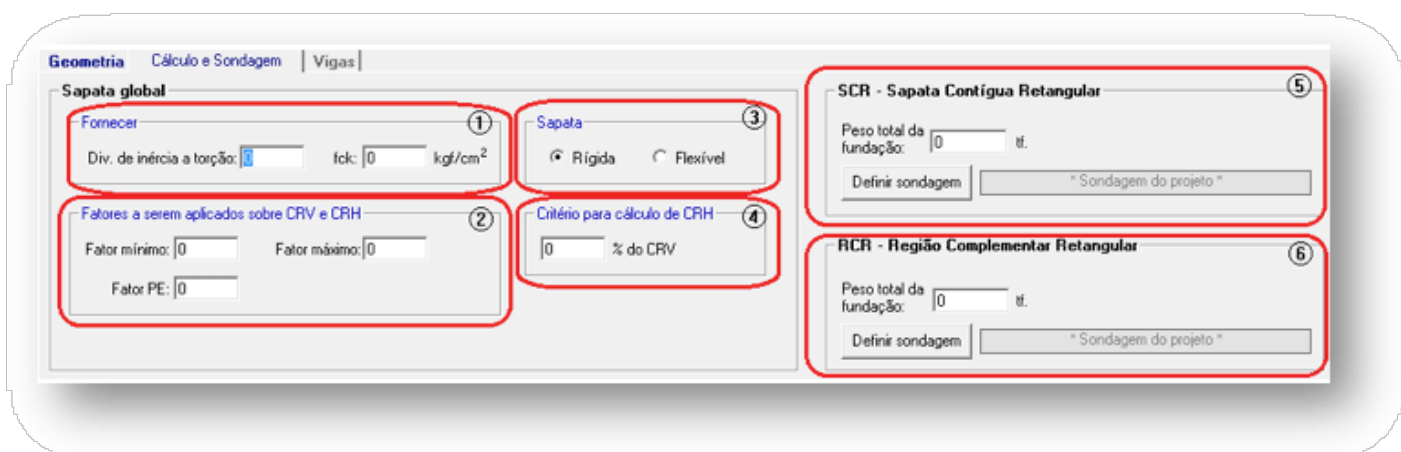 Geometria Cálculo e Sondagem Vigas
Sapata global
Fornecer 1
Div. de inércia a torção: 0 fck: 0 kgf/cm²
Fatores a serem aplicados sobre CRV e CRH 2
Fator mínimo: 0 Fator máximo: 0
Fator PE: 0
Sapata 3
Rígida Flexível
Critério para cálculo de CRH 4
0 % do CRV
SCR - Sapata Contígua Retangular 5
Peso total da
fundação: 0 tf.
Definir sondagem * Sondagem do projeto *
RCR - Região Complementar Retangular 6
Peso total da
fundação: 0 tf.
Definir sondagem * Sondagem do projeto *